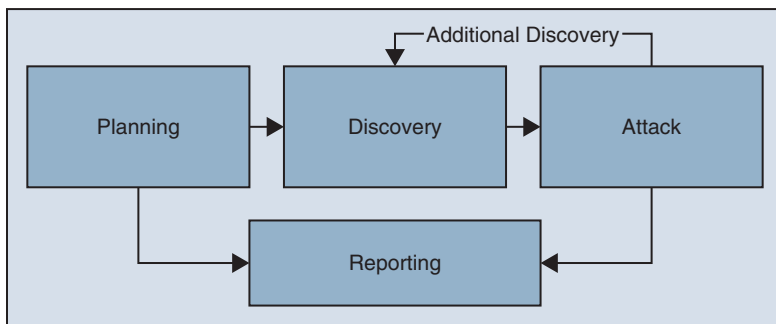 Additional Discovery
Planning
Discovery
Attack
Reporting